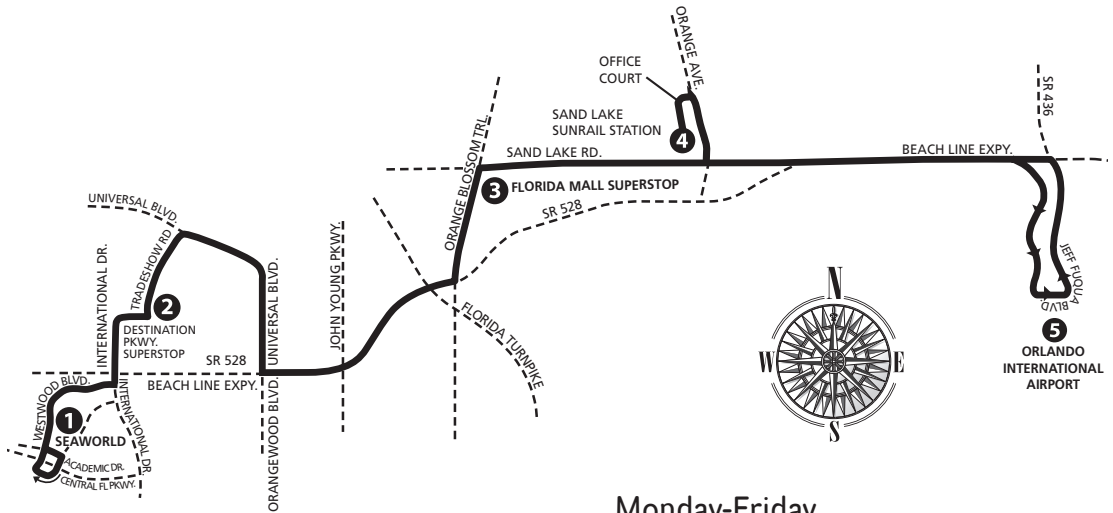 ORANGE AVE.
OFFICE
COURT
SR 436
SAND LAKE
SUNRAIL STATION
4
ORANGE BLOSSOM TRL.
SAND LAKE RD.
BEACH LINE EXPY.
3 FLORIDA MALL SUPERSTOP
UNIVERSAL BLVD.
SR 528
INTERNATIONAL DR.
TRADESHOW RD
2
DESTINATION
PKWY.
SUPERSTOP
UNIVERSAL BLVD.
JOHN YOUNG PKWY.
FLORIDA TURNPIKE
JEFF FUQUA BLVD.
5
ORLANDO
INTERNATIONAL
AIRPORT
N
W
E
S
SR 528
BEACH LINE EXPY.
WESTWOOD BLVD.
1
SEAWORLD
INTERNATIONAL DR.
ORANGEWOOD BLVD.
ACADEMIC DR.
CENTRAL FL PKWY.
Monday-Friday